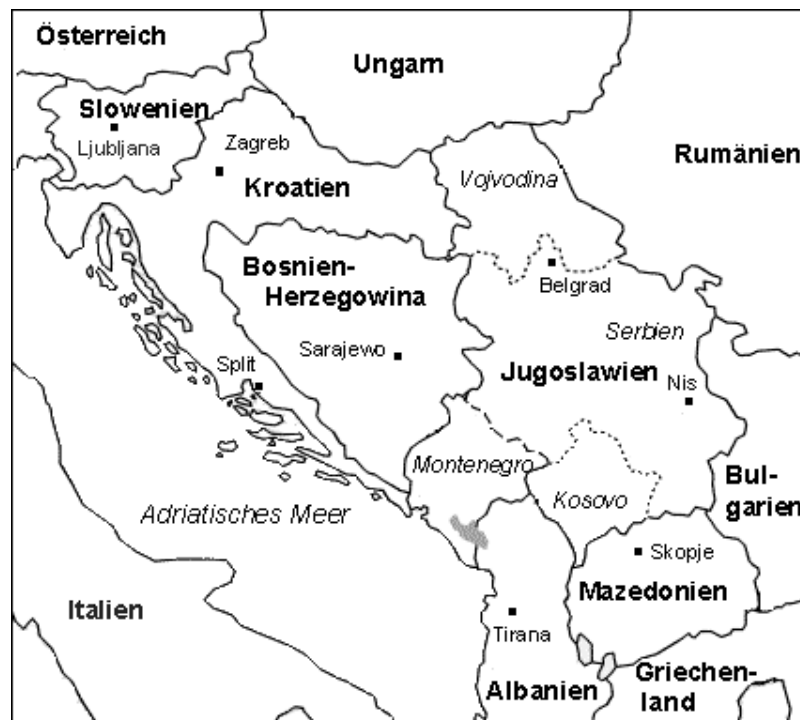 Österreich
Ungarn
Slowenien
Ljubljana
Zagreb
Kroatien
Vojvodina
Rumänien
Bosnien-
Herzegowina
Belgrad
Serbien
Sarajewo
Split
Jugoslawien
Nis
Montenegro
Kosovo
Bul-
garien
Adriatisches Meer
Skopje
Mazedonien
Italien
Tirana
Albanien
Griechen-
land